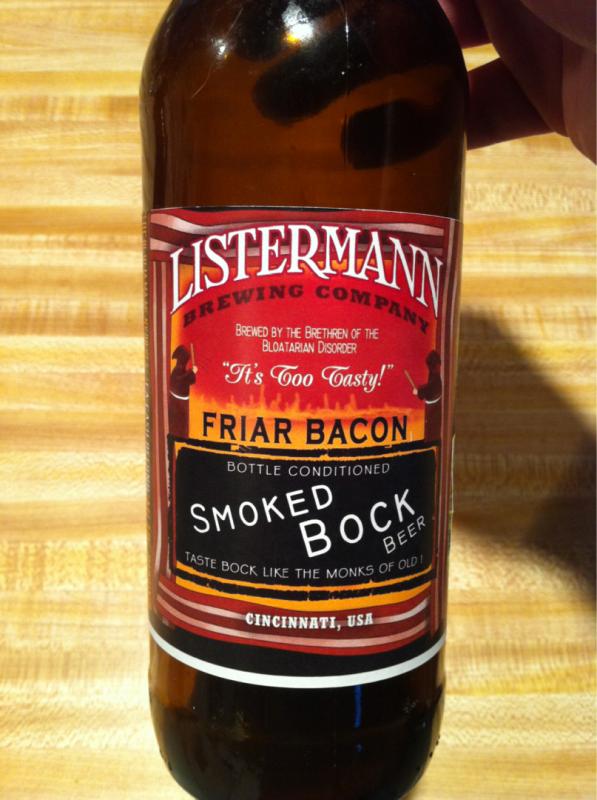 LISTERMANN
BREWING COMPANY
BREWED BY THE BRETHREN OF THE
BLOATARIAN DISORDER
"It's Too Tasty!"
FRIAR BACON
BOTTLE CONDITIONED
SMOKED
BOCK
BEER
TASTE BOCK LIKE THE MONKS OF OLD!
CINCINNATI, USA